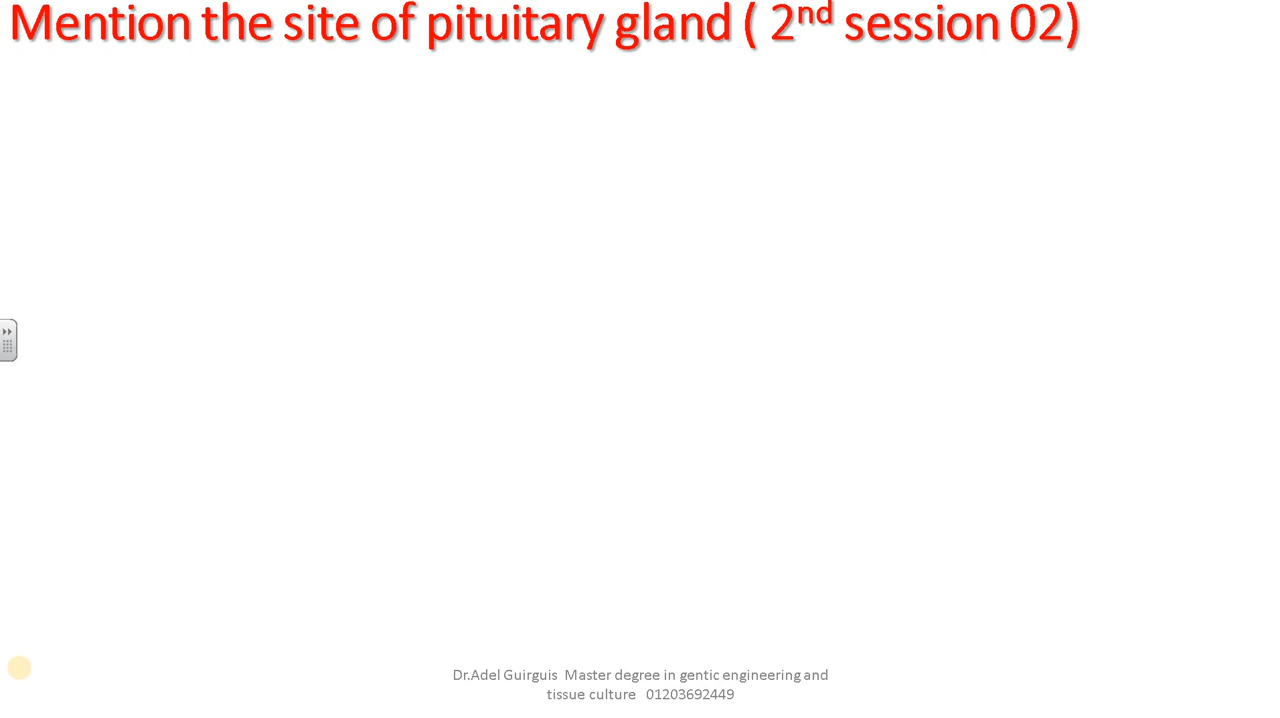 Mention the site of pituitary gland ( 2nd session 02)
Dr.Adel Guirguis Master degree in gentic engineering and
tissue culture 01203692449